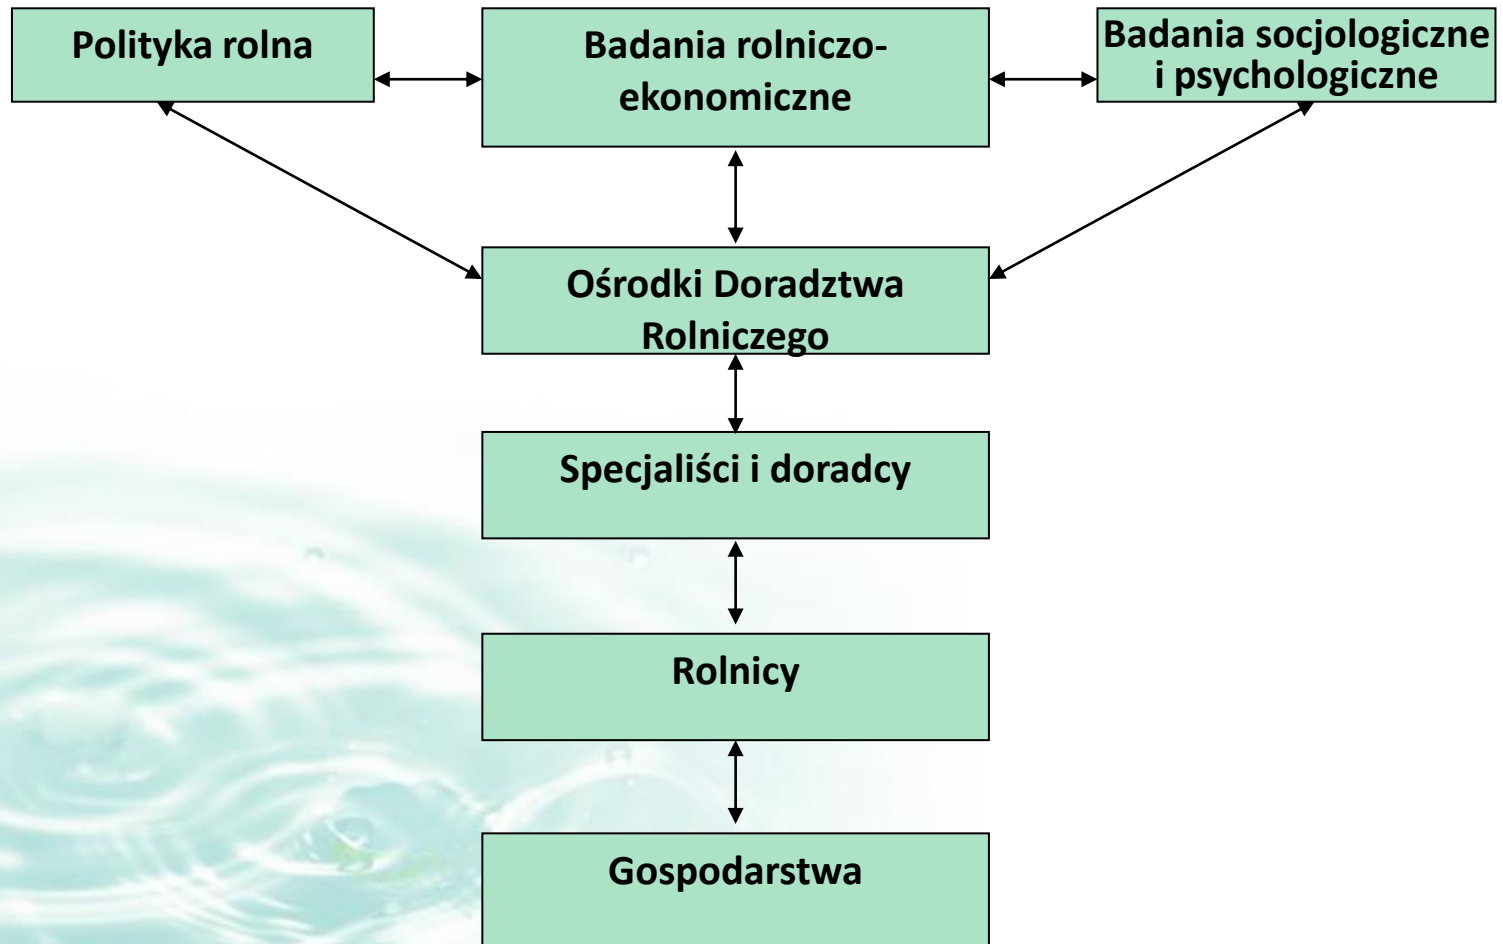 Polityka rolna
Badania rolniczo-
ekonomiczne
Badania socjologiczne
i psychologiczne
Ośrodki Doradztwa
Rolniczego
Specjaliści i doradcy
Rolnicy
Gospodarstwa